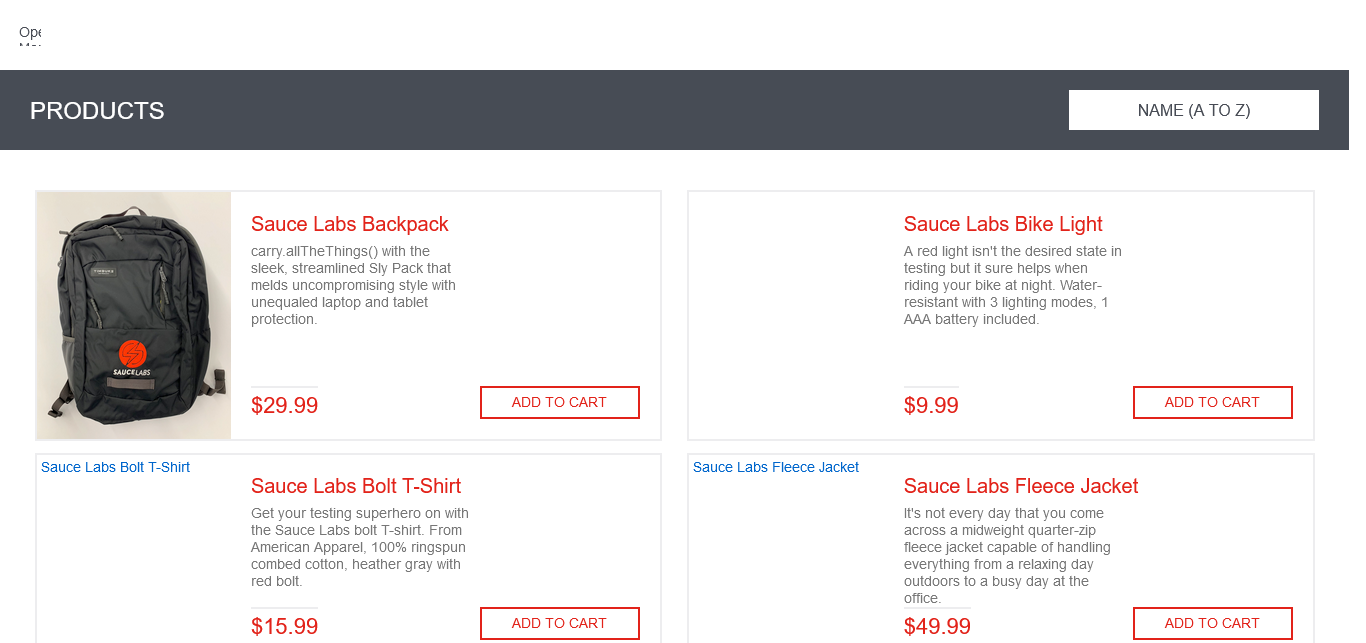 Ope
PRODUCTS
NAME (A TO Z)
SAUCELABS
Sauce Labs Backpack
carry.allTheThings() with the
sleek, streamlined Sly Pack that
melds uncompromising style with
unequaled laptop and tablet
protection.
$29.99
ADD TO CART
Sauce Labs Bike Light
A red light isn't the desired state in
testing but it sure helps when
riding your bike at night. Water-
resistant with 3 lighting modes, 1
AAA battery included.
$9.99
ADD TO CART
Sauce Labs Bolt T-Shirt
Sauce Labs Bolt T-Shirt
Get your testing superhero on with
the Sauce Labs bolt T-shirt. From
American Apparel, 100% ringspun
combed cotton, heather gray with
red bolt.
$15.99
ADD TO CART
Sauce Labs Fleece Jacket
Sauce Labs Fleece Jacket
It's not every day that you come
across a midweight quarter-zip
fleece jacket capable of handling
everything from a relaxing day
outdoors to a busy day at the
office.
$49.99
ADD TO CART